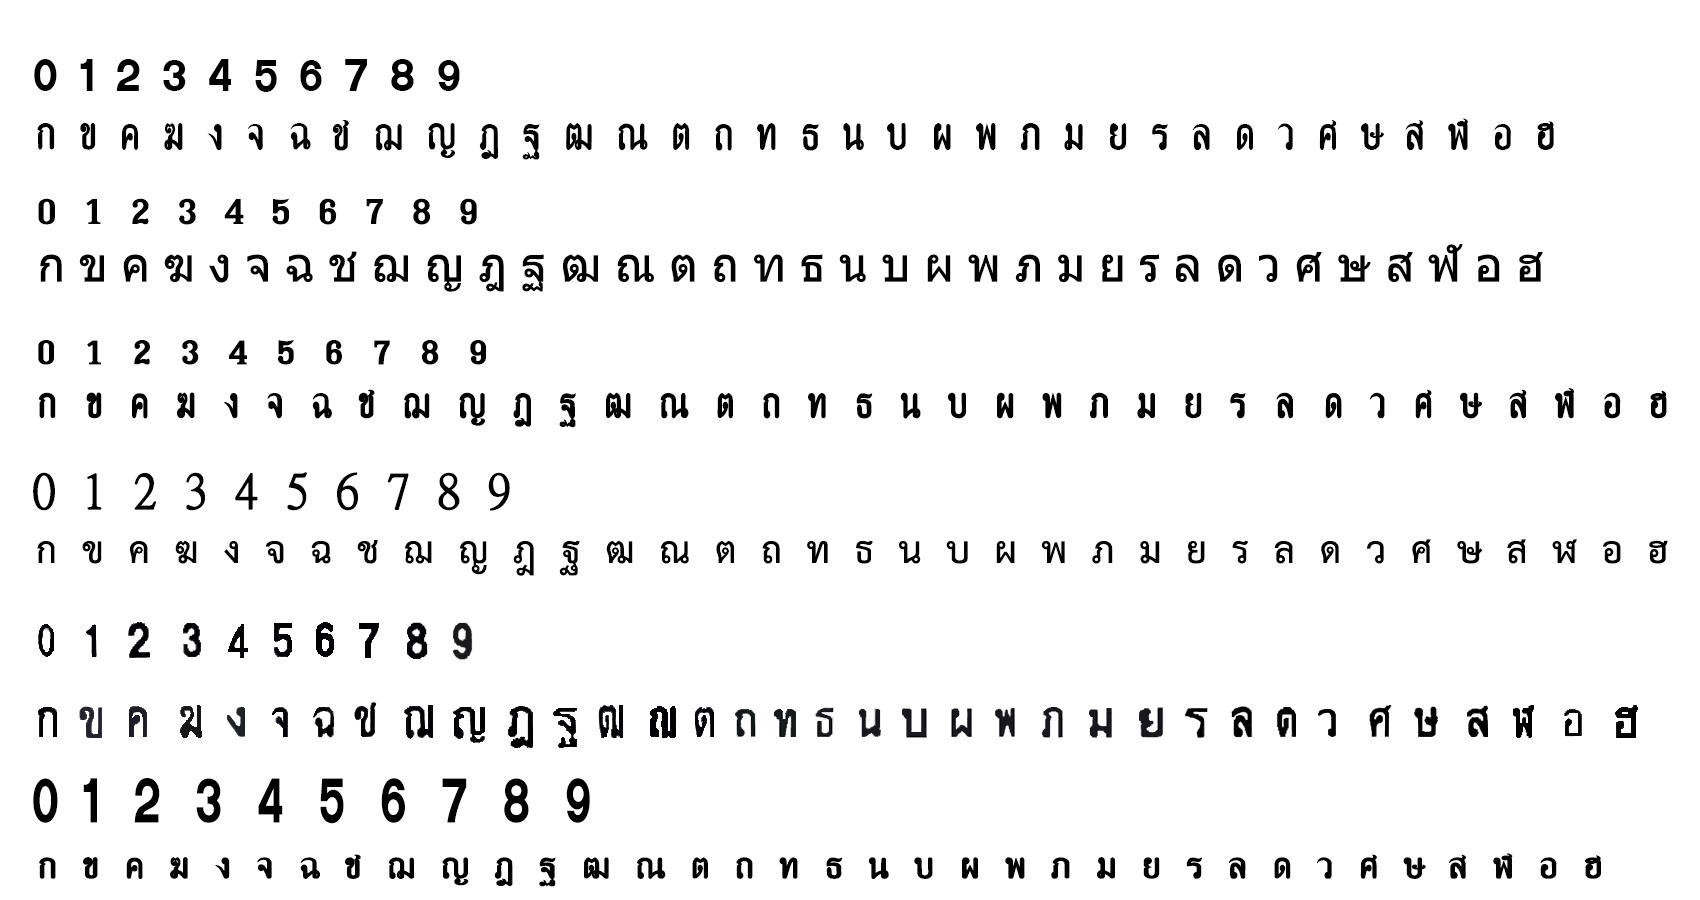 0 1 2 3 4 5 6 7 8 9
ก ข ค ฆ ง จ ฉ ช ฌ ญ ฎ ฐ ฒ ณ ต ถ ท ธ น บ ผ พ ภ ม ย ร ล ด ว ศ ษ ส ฬ อ ฮ
0 1 2 3 4 5 6 7 8 9
ก ข ค ฆ ง จ ฉ ช ฌ ญ ฎ ฐ ฒ ณ ต ถ ท ธ น บ ผ พ ภ ม ย ร ล ด ว ศ ษ ส ฬ อ ฮ
0 1 2 3 4 5 6 7 8 9
ก ข ค ฆ ง จ ฉ ช ฌ ญ ฎ ฐ ฒ ณ ต ถ ท ธ น บ ผ พ ภ ม ย ร ล ด ว ศ ษ ส ฬ อ ฮ
0 1 2 3 4 5 6 7 8 9
ก ข ค ฆ ง จ ฉ ช ฌ ญ ฎ ฐ ฒ ณ ต ถ ท ธ น บ ผ พ ภ ม ย ร ล ด ว ศ ษ ส ฬ อ ฮ
0 1 2 3 4 5 6 7 8 9
ก ข ค ฆ ง จ ฉ ช ฌ ญ ฎ ฐ ฒ ณ ต ถ ท ธ น บ ผ พ ภ ม ย ร ล ด ว ศ ษ ส ฬ อ ฮ
0 1 2 3 4 5 6 7 8 9
ก ข ค ฆ ง จ ฉ ช ฌ ญ ฎ ฐ ฒ ณ ต ถ ท ธ น บ ผ พ ภ ม ย ร ล ด ว ศ ษ ส ฬ อ ฮ